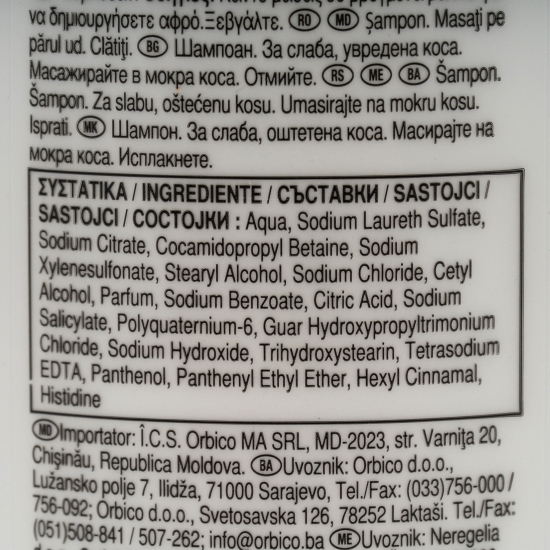 να δημιουργήσετε αφρό.Ξεβγάλτε. RO MD Şampon. Masaţi pe
părul ud. Clătiţi. BG Шампоан. За слаба, увредена коса.
Масажирайте в мокра коса. Отмийте. RS ME BA Šampon.
Šampon. Za slabu, oštećenu kosu. Umasirajte na mokru kosu.
Isprati. MK Шампон. За слаба, оштетена коса. Масирајте на
мокра коса. Исплакнете.
ΣΥΣΤΑΤΙΚΑ / INGREDIENTE / СЪСТАВКИ / SASTOJCI /
SASTOJCI / СОСТОЈКИ : Aqua, Sodium Laureth Sulfate,
Sodium Citrate, Cocamidopropyl Betaine, Sodium
Xylenesulfonate, Stearyl Alcohol, Sodium Chloride, Cetyl
Alcohol, Parfum, Sodium Benzoate, Citric Acid, Sodium
Salicylate, Polyquaternium-6, Guar Hydroxypropyltrimonium
Chloride, Sodium Hydroxide, Trihydroxystearin, Tetrasodium
EDTA, Panthenol, Panthenyl Ethyl Ether, Hexyl Cinnamal,
Histidine
MD Importator: Î.C.S. Orbico MA SRL, MD-2023, str. Varniţa 20,
Chişinău, Republica Moldova. BA Uvoznik: Orbico d.o.o.,
Lužansko polje 7, Ilidža, 71000 Sarajevo, Tel./Fax: (033)756-000 /
756-092; Orbico d.o.o., Svetosavska 126, 78252 Laktaši. Tel./Fax:
(051)508-841 / 507-262; info@orbico.ba ME Uvoznik: Neregelia